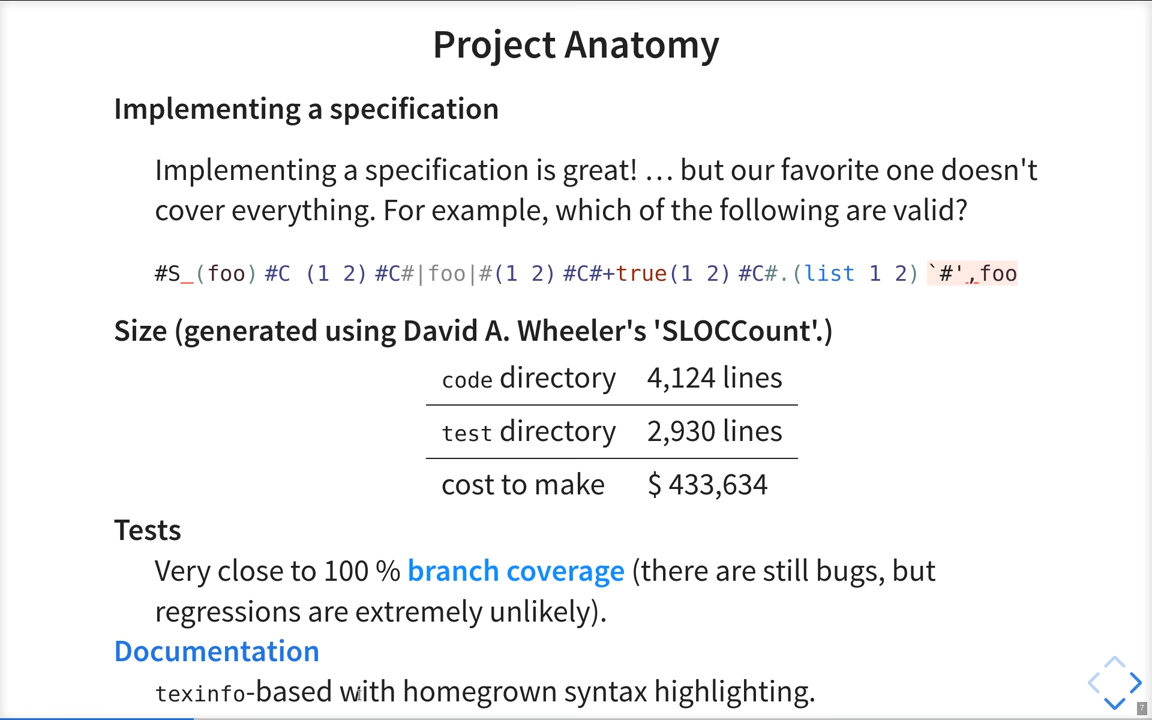 Project Anatomy
Implementing a specification
Implementing a specification is great! … but our favorite one doesn't
cover everything. For example, which of the following are valid?
#S_(foo) #C (1 2) #C#|foo|#(1 2) #C#+true(1 2) #C#.(list 1 2) `#',foo
Size (generated using David A. Wheeler's 'SLOCCount'.)
code directory 4,124 lines
test directory 2,930 lines
cost to make $ 433,634
Tests
Very close to 100 % branch coverage (there are still bugs, but
regressions are extremely unlikely).
Documentation
texinfo-based with homegrown syntax highlighting.
7